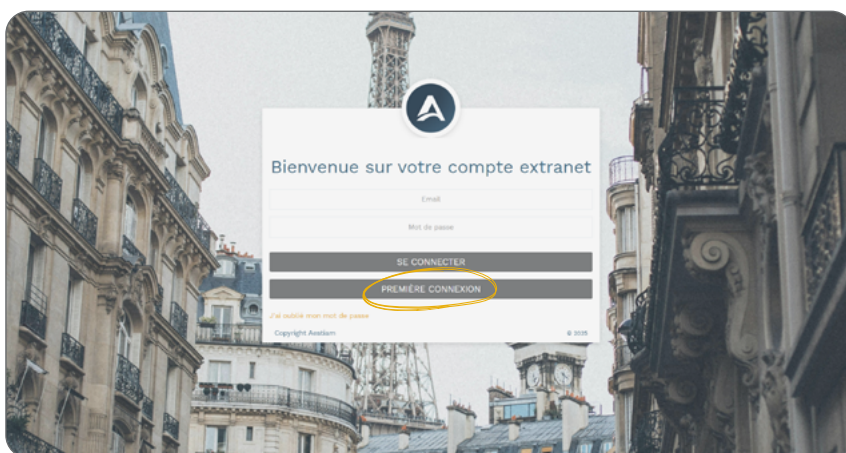 Bienvenue sur votre compte extranet
Email
Mot de passe
SE CONNECTER
PREMIÈRE CONNEXION
J'ai oublié mon mot de passe
Copyright Aestiam © 2025